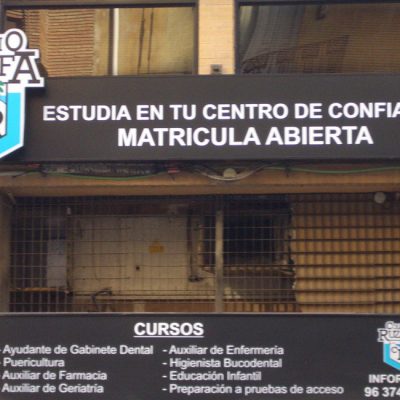 ESTUDIA EN TU CENTRO DE CONFIA
MATRICULA ABIERTA
CURSOS
- Ayudante de Gabinete Dental
- Puericultura
- Auxiliar de Farmacia
- Auxiliar de Geriatría
- Auxiliar de Enfermería
- Higienista Bucodental
- Educación Infantil
- Preparación a pruebas de acceso
INFOR
96 374